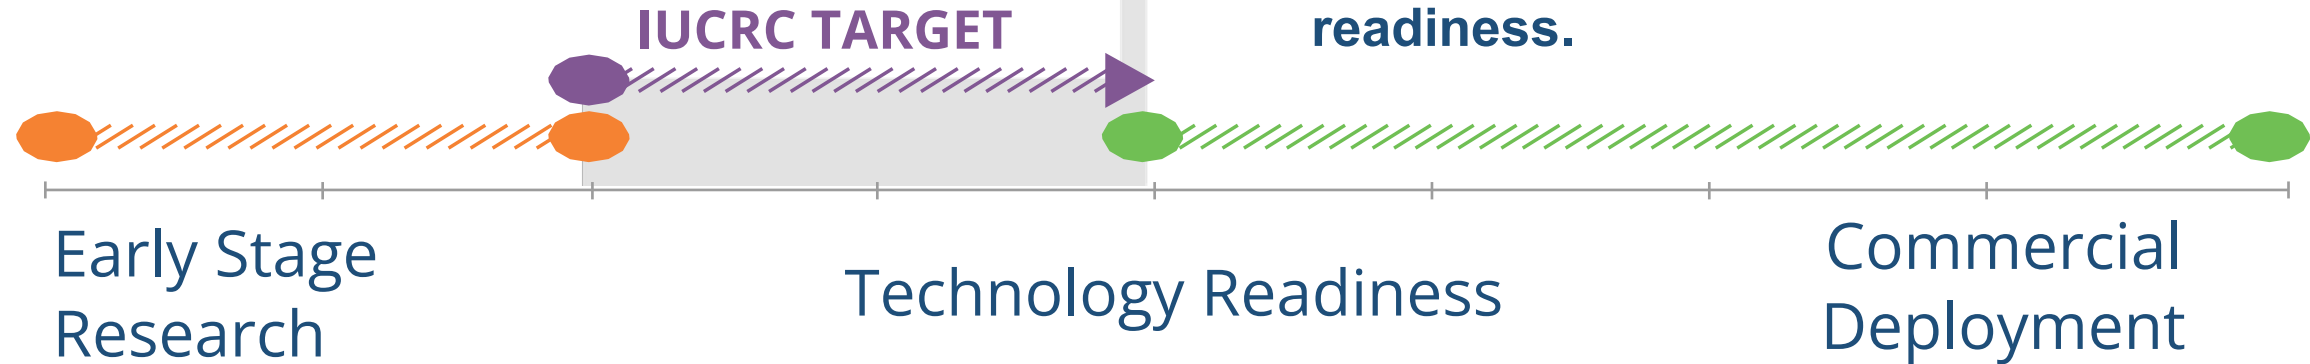 IUCRC TARGET
readiness.
Early Stage
Research
Technology Readiness
Commercial
Deployment